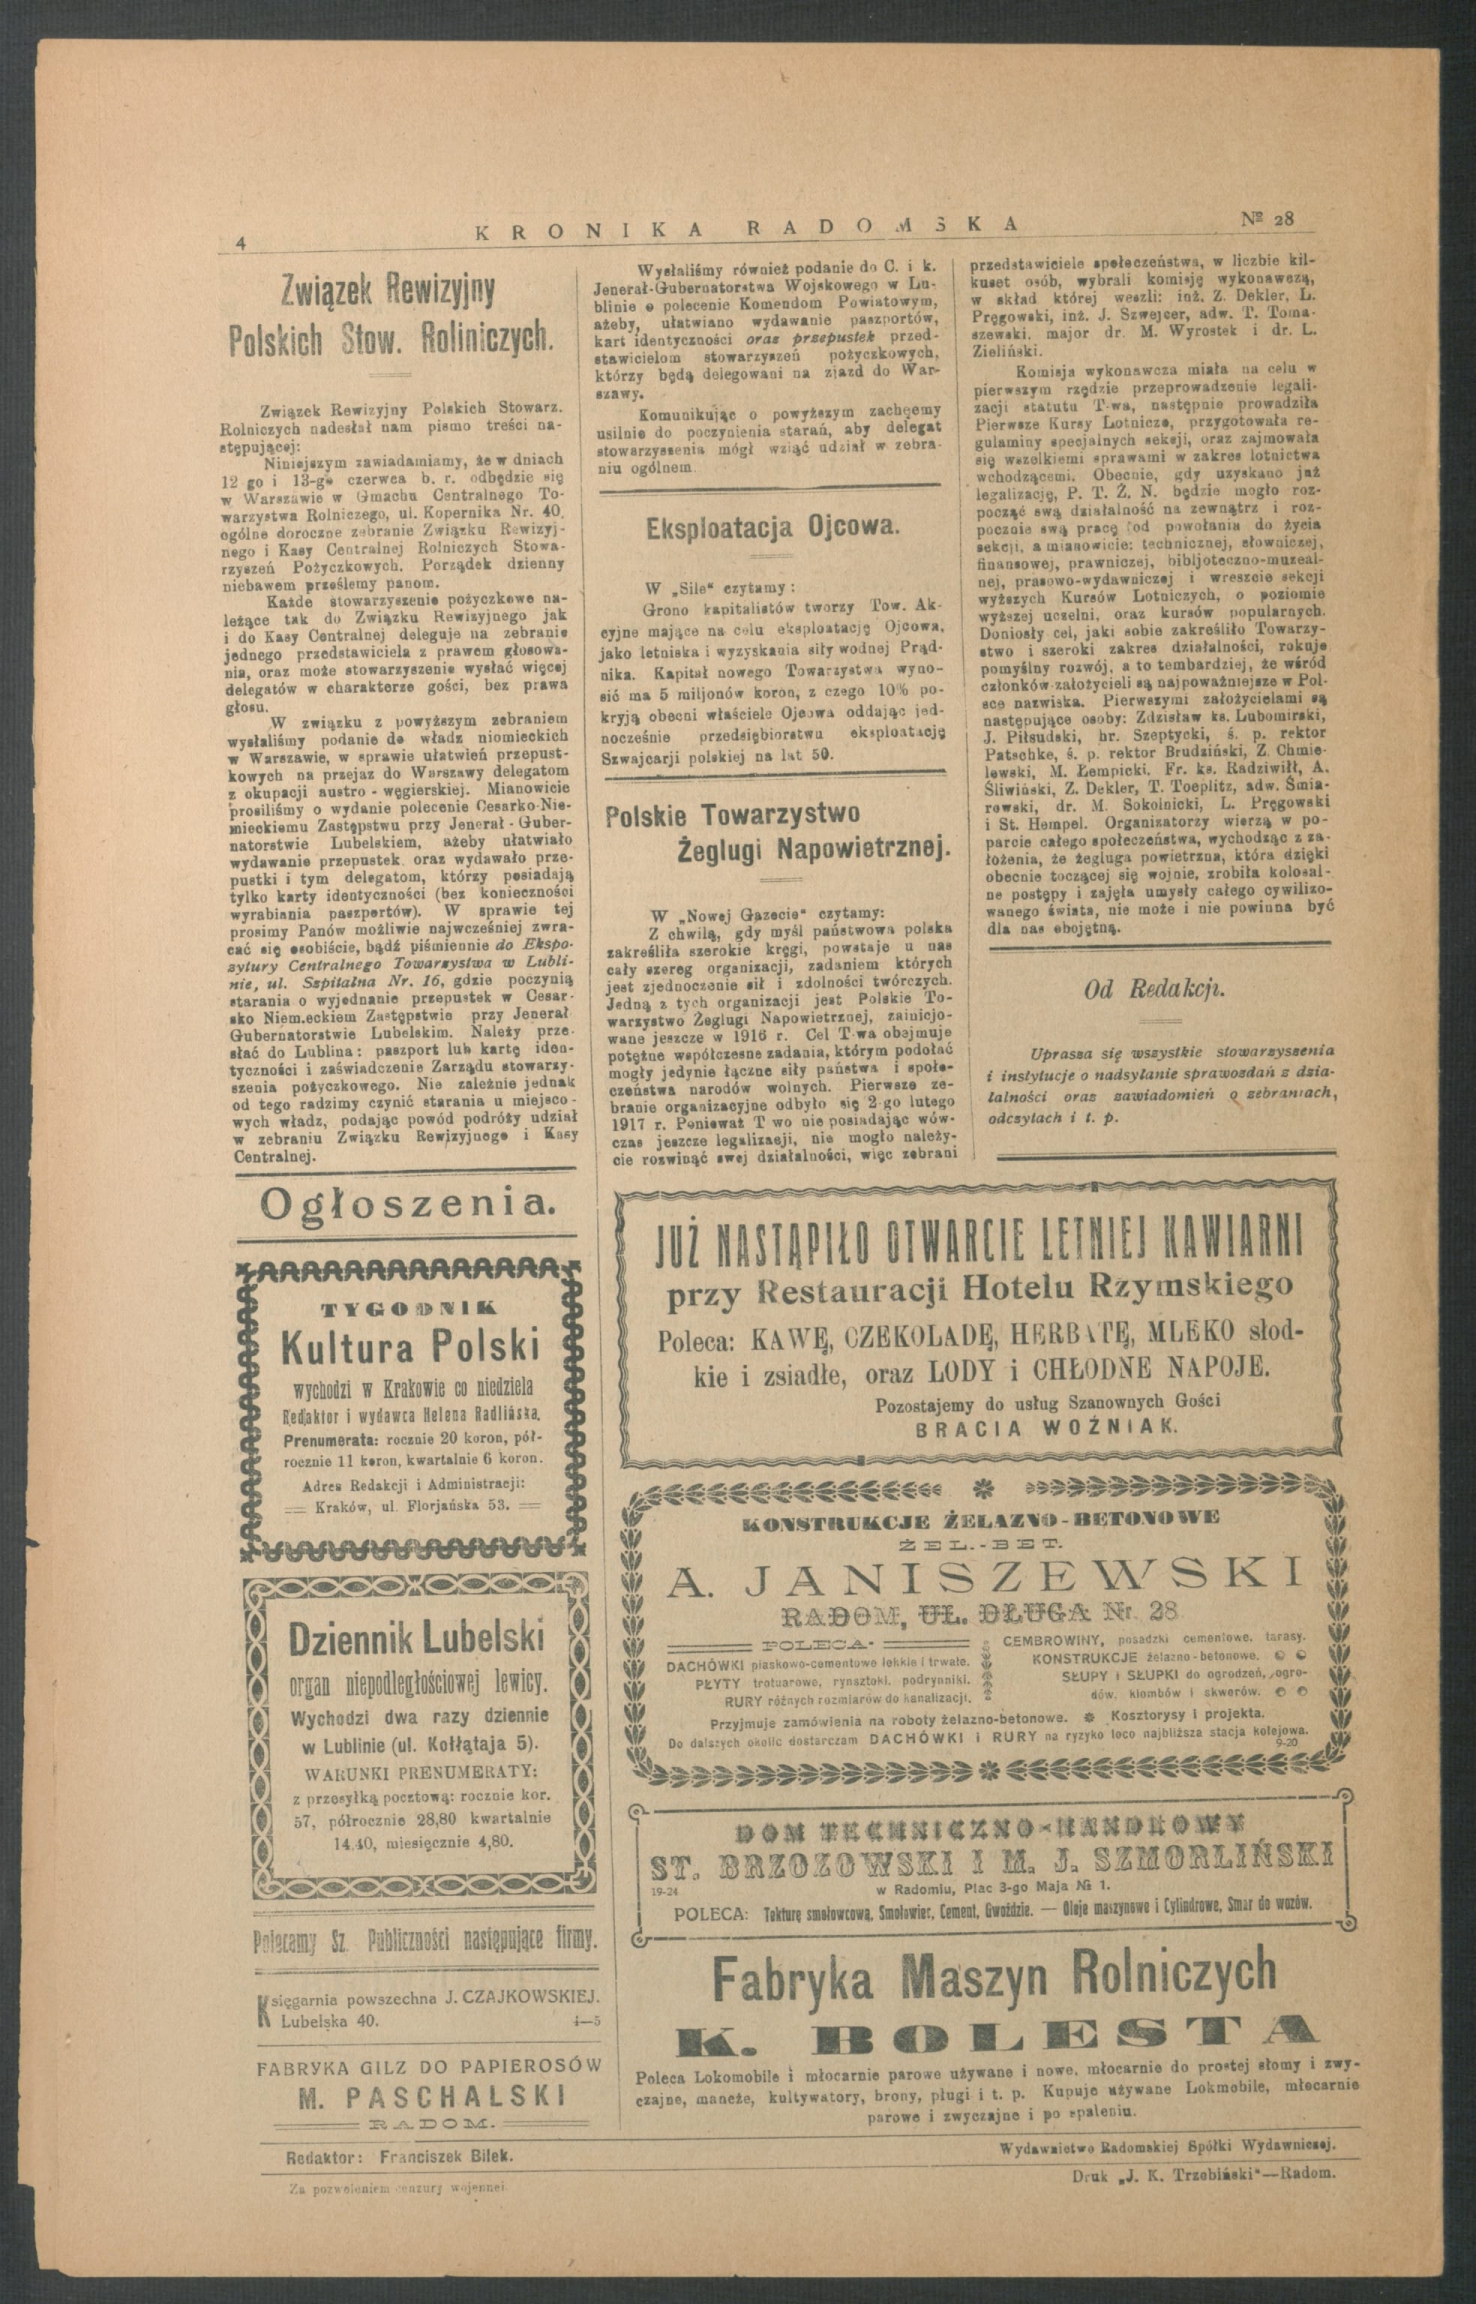 4
KRONIKA RADOMSKA
№ 28
Związek Rewizyjny
Polskich Stow. Roliniczych.
Związek Rewizyjny Polskich Stowarz.
Rolniczych nadesłał nam pismo treści na-
stępującej:
Niniejszym zawiadamiamy, że w dniach
12 go i 13-go czerwca b. r. odbędzie się
w Warszawie w Gmachu Centralnego To-
warzystwa Rolniczego, ul. Kopernika Nr. 40,
ogólne doroczne zebranie Związku Rewizyj-
nego i Kasy Centralnej Rolniczych Stowa-
rzyszeń Pożyczkowych. Porządek dzienny
niebawem prześlemy panom.
Każde stowarzyszenie pożyczkowe na-
leżące tak do Związku Rewizyjnego jak
i do Kasy Centralnej deleguje na zebranie
jednego przedstawiciela z prawem głosowa-
nia, oraz może stowarzyszenie wysłać więcej
delegatów w charakterze gości, bez prawa
głosu.
W związku z powyższym zebraniem
wysłaliśmy podanie do władz niomieckich
w Warszawie, w sprawie ułatwień przepust-
kowych na przejaz do Warszawy delegatom
z okupacji austro-węgierskiej. Mianowicie
prosiliśmy o wydanie polecenie Cesarko-Nie-
mieckiemu Zastępstwu przy Jenerał-Guber-
natorstwie Lubelskiem, ażeby ułatwiało
wydawanie przepustek oraz wydawało prze-
pustki i tym delegatom, którzy posiadają
tylko karty identyczności (bez konieczności
wyrabiania paszportów). W sprawie tej
prosimy Panów możliwie najwcześniej zwra-
cać się osobiście, bądź piśmiennie do Ekspo-
zytury Centralnego Towarzystwa w Lubli-
nie, ul. Szpitalna Nr. 16, gdzie poczynią
starania o wyjednanie przepustek w Cesar-
sko Niem.eckiem Zastępstwie przy Jenerał
Gubernatorstwie Lubelskim. Należy prze-
słać do Lublina: paszport lub kartę iden-
tyczności i zaświadczenie Zarządu stowarzy-
szenia pożyczkowego. Nie zależnie jednak
od tego radzimy czynić starania u miejsco-
wych władz, podając powód podróży udział
w zebraniu Związku Rewizyjnego i Kasy
Centralnej.
Wysłaliśmy również podanie do C. i k.
Jenerał-Gubernatorstwa Wojskowego w Lu-
blinie o polecenie Komendom Powiatowym,
ażeby, ułatwiano wydawanie paszportów,
kart identyczności oraz przepustek przed-
stawicielom stowarzyszeń pożyczkowych,
którzy będą delegowani na zjazd do War-
szawy.
Komunikując o powyższym zachęemy
usilnie do poczynienia starań, aby delegat
stowarzyszenia mógł wziąć udział w zebra-
niu ogólnem.
Eksploatacja Ojcowa.
W „Sile“ czytamy:
Grono kapitalistów tworzy Tow. Ak-
cyjne mające na celu eksploatację Ojcowa,
jako letniska i wyzyskania siły wodnej Prąd-
nika. Kapitał nowego Towarzystwa wyno-
sić ma 5 miljonów koron, z czego 10% po-
kryją obecni właściele Ojcowa oddając jed-
nocześnie przedsiębiorstwu eksploatację
Szwajcarji polskiej na lat 50.
Polskie Towarzystwo
Żeglugi Napowietrznej.
W „Nowej Gazecie“ czytamy:
Z chwilą, gdy myśl państwowa polska
zakreśliła szerokie kręgi, powstaje u nas
cały szereg organizacji, zadaniem których
jest zjednoczenie sił i zdolności twórczych.
Jedną z tych organizacji jest Polskie To-
warzystwo Żeglugi Napowietrznej, zainicjo-
wane jeszcze w 1916 r. Cel T-wa obejmuje
potężne współczesne zadania, którym podołać
mogły jedynie łączne siły państwa i społe-
czeństwa narodów wolnych. Pierwsze ze-
branie organizacyjne odbyło się 2-go lutego
1917 r. Ponieważ T wo nie posiadając wów-
czas jeszcze legalizacji, nie mogło należy-
cie rozwinąć swej działalności, więc zebrani
przedstawiciele społeczeństwa, w liczbie kil-
kuset osób, wybrali komisję wykonawczą,
w skład której weszli: inż. Z. Dekler, L.
Pręgowski, inż. J. Szwejcer, adw. T. Toma-
szewski, major dr. M. Wyrostek i dr. L.
Zieliński.
Komisja wykonawcza miała na celu w
pierwszym rzędzie przeprowadzenie legali-
zacji statutu T-wa, następnie prowadziła
Pierwsze Kursy Lotnicze, przygotowała re-
gulaminy specjalnych sekcji, oraz zajmowała
się wszelkiemi sprawami w zakres lotnictwa
wchodzącemi. Obecnie, gdy uzyskano już
legalizację, P. T. Ż. N. będzie mogło roz-
począć swą działalność na zewnątrz i roz-
pocznie swą pracę od powołania do życia
sekcji, a mianowicie: technicznej, słowniczej,
finansowej, prawniczej, bibljoteczno-muzeal-
nej, prasowo-wydawniczej i wreszcie sekcji
wyższych Kursów Lotniczych, o poziomie
wyższej uczelni, oraz kursów popularnych.
Doniosły cel, jaki sobie zakreśliło Towarzy-
stwo i szeroki zakres działalności, rokuje
pomyślny rozwój, a to tembardziej, że wśród
członków-założycieli są najpoważniejsze w Pol-
sce nazwiska. Pierwszymi założycielami są
następujące osoby: Zdzisław ks. Lubomirski,
J. Piłsudski, hr. Szeptycki, ś. p. rektor
Patschke, ś. p. rektor Brudziński, Z. Chmie-
lewski, M. Łempicki, Fr. ks. Radziwiłł, A.
Śliwiński, Z. Dekler, T. Toeplitz, adw. Śmia-
rowski, dr. M. Sokolnicki, L. Pręgowski
i St. Hempel. Organizatorzy wierzą w po-
parcie całego społeczeństwa, wychodząc z za-
łożenia, że żegluga powietrzna, która dzięki
obecnie toczącej się wojnie, zrobiła kolosal-
ne postępy i zajęła umysły całego cywilizo-
wanego świata, nie może i nie powinna być
dla nas obojętną.
Od Redakcji.
Uprasza się wszystkie stowarzyszenia
i instytucje o nadsyłanie sprawozdań z dzia-
łalności oraz zawiadomień o zebraniach,
odczytach i t. p.
Ogłoszenia.
TYGODNIK
Kultura Polski
wychodzi w Krakowie co niedziela
Redaktor i wydawca Helena Radlińska.
Prenumerata: rocznie 20 koron, pół-
rocznie 11 koron, kwartalnie 6 koron.
Adres Redakcji i Administracji:
Kraków, ul. Florjańska 53.
Dziennik Lubelski
organ niepodległościowej lewicy.
Wychodzi dwa razy dziennie
w Lublinie (ul. Kołłątaja 5).
WARUNKI PRENUMERATY:
z przesyłką pocztową: rocznie kor.
57, półrocznie 28,80 kwartalnie
14.40, miesięcznie 4,80.
Polecamy Sz. Publiczności następujące firmy.
Księgarnia powszechna J. CZAJKOWSKIEJ.
Lubelska 40. 4—5
FABRYKA GILZ DO PAPIEROSÓW
M. PASCHALSKI
RADOM.
JUŻ NASTĄPIŁO OTWARCIE LETNIEJ KAWIARNI
przy Restauracji Hotelu Rzymskiego
Poleca: KAWĘ, CZEKOLADĘ, HERBATĘ, MLEKO słod-
kie i zsiadłe, oraz LODY i CHŁODNE NAPOJE.
Pozostajemy do usług Szanownych Gości
BRACIA WOŹNIAK.
KONSTRUKCJE ŻELAZNO-BETONOWE
ŻEL.-BET.
A. JANISZEWSKI
RADOM, UL. DŁUGA Nr. 28
POLECA:
DACHÓWKI piaskowo-cementowe lekkie i trwałe.
PŁYTY trotuarowe, rynsztoki, podrynniki.
RURY różnych rozmiarów do kanalizacji.
CEMBROWINY, posadzki cementowe, tarasy.
KONSTRUKCJE żelazno-betonowe.
SŁUPY i SŁUPKI do ogrodzeń, ogro-
dów, klombów i skwerów.
Przyjmuje zamówienia na roboty żelazno-betonowe. Kosztorysy i projekta.
Do dalszych okolic dostarczam DACHÓWKI i RURY na ryzyko loco najbliższa stacja kolejowa.
9-20
DOM TECHNICZNO-HANDLOWY
ST. BRZOZOWSKI I M. J. SZMORLIŃSKI
19-24 w Radomiu, Plac 3-go Maja № 1.
POLECA: Tekturę smołowcową, Smołowiec, Cement, Gwoździe. — Oleje maszynowe i Cylindrowe, Smar do wozów.
Fabryka Maszyn Rolniczych
K. BOLESTA
Poleca Lokomobile i młocarnie parowe używane i nowe, młocarnie do prostej słomy i zwy-
czajne, maneże, kultywatory, brony, pługi i t. p. Kupuje używane Lokmobile, młocarnie
parowe i zwyczajne i po spaleniu.
Redaktor: Franciszek Bilek.
Wydawnictwo Radomskiej Spółki Wydawniczej.
Za pozwoleniem cenzury wojennej
Druk „J. K. Trzebiński“—Radom.